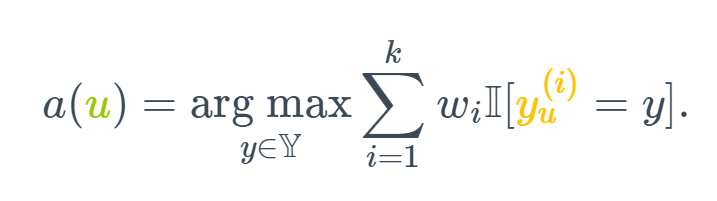 a(u) = arg max_{y∈𝕐} ∑_{i=1}^{k} w_i 𝕀[y_u^{(i)} = y].